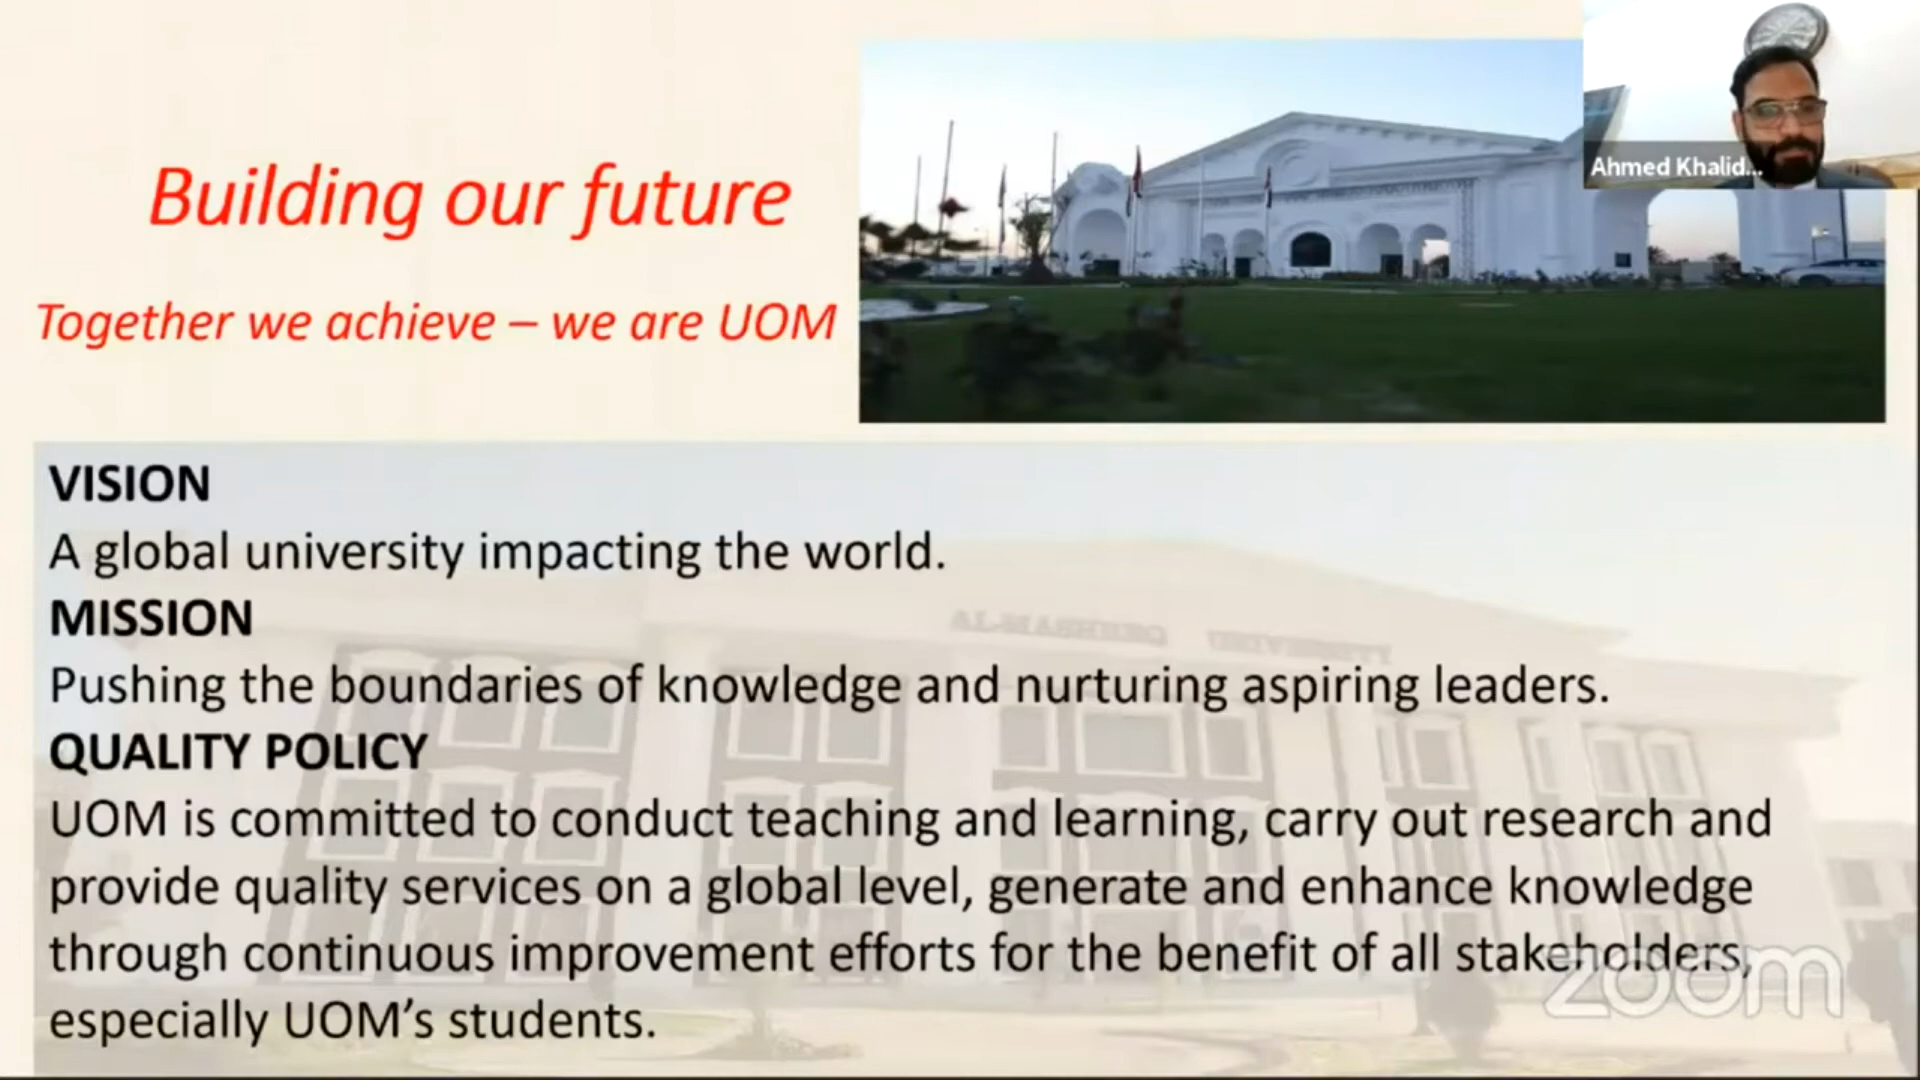 Building our future
Together we achieve – we are UOM
Ahmed Khalid...
VISION
A global university impacting the world.
MISSION
Pushing the boundaries of knowledge and nurturing aspiring leaders.
QUALITY POLICY
UOM is committed to conduct teaching and learning, carry out research and
provide quality services on a global level, generate and enhance knowledge
through continuous improvement efforts for the benefit of all stakeholders,
especially UOM’s students.
zoom